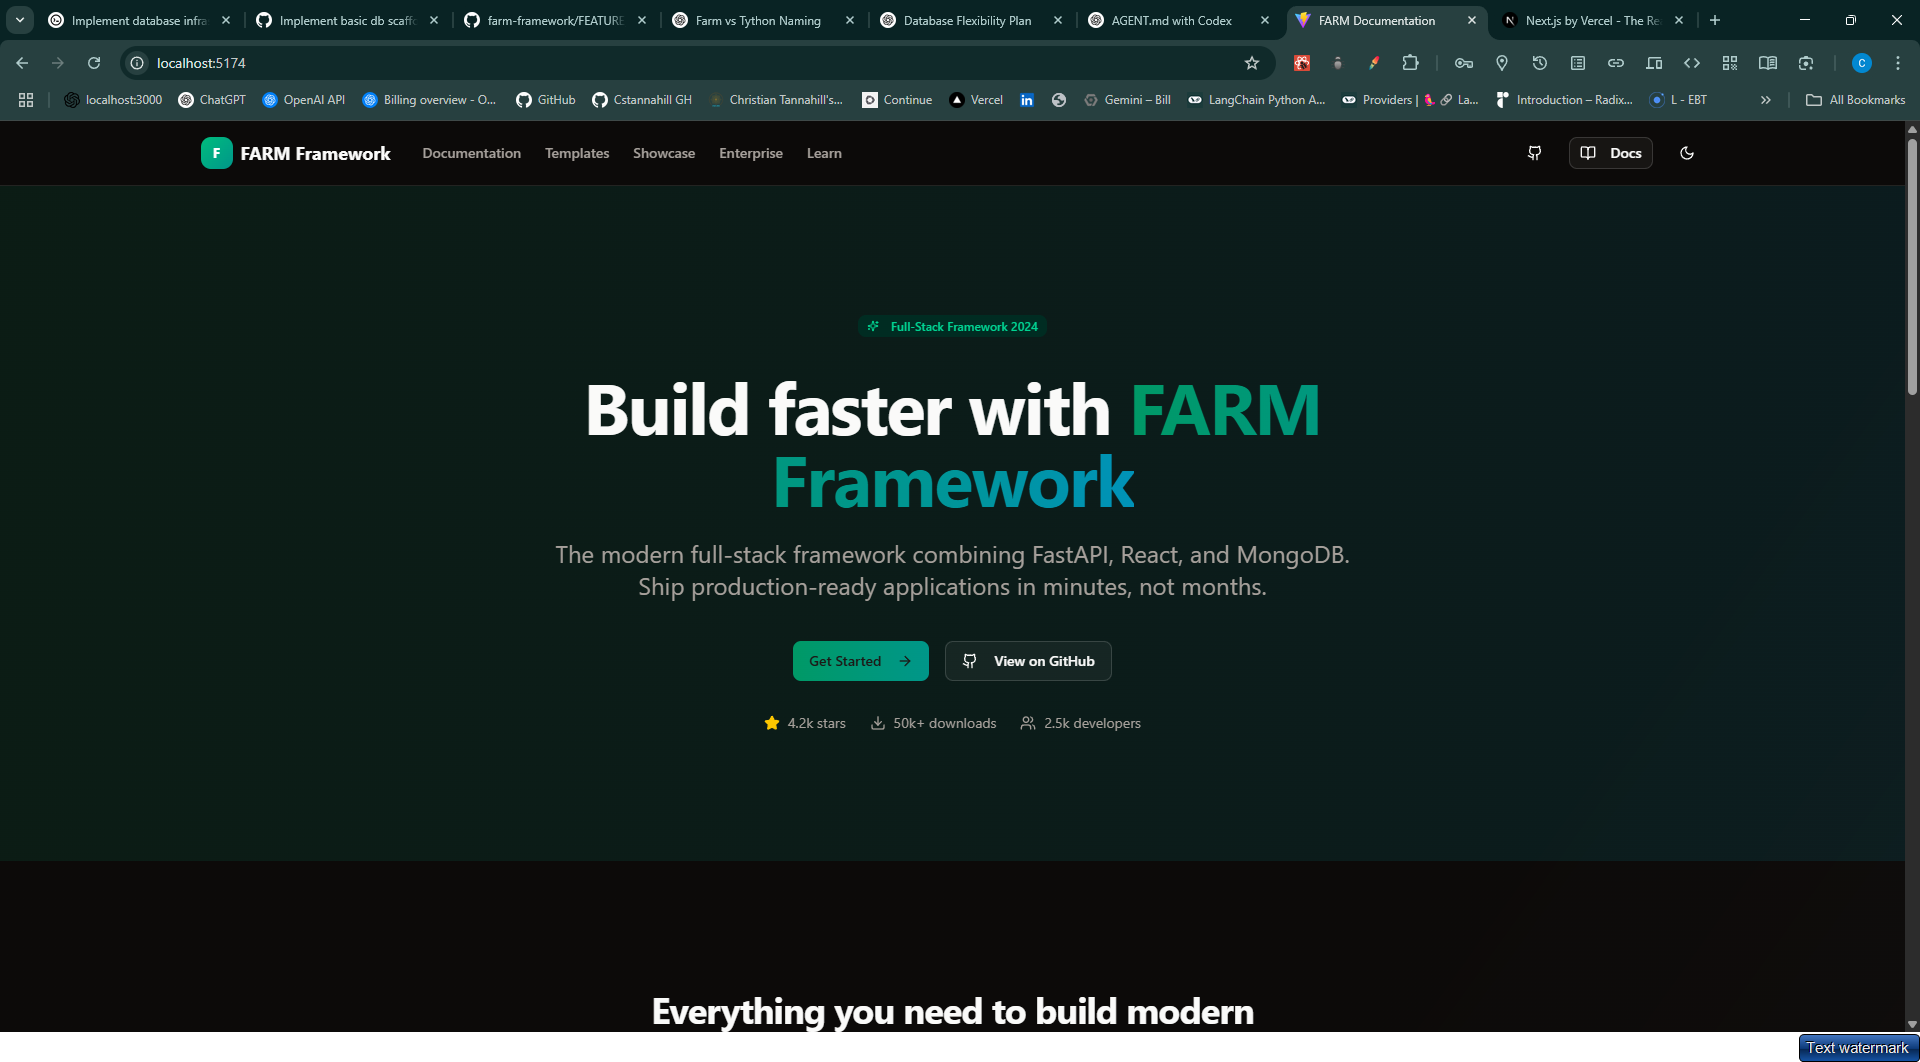 Implement database infra
Implement basic db scaffo
farm-framework/FEATURE
Farm vs Tython Naming
Database Flexibility Plan
AGENT.md with Codex
FARM Documentation
Next.js by Vercel - The Re
localhost:5174
C
localhost:3000
ChatGPT
OpenAI API
Billing overview - O...
GitHub
Cstannahill GH
Christian Tannahill's...
Continue
Vercel
Gemini – Bill
LangChain Python A...
Providers | 🦜️🔗 La...
Introduction – Radix...
L - EBT
All Bookmarks
F
FARM Framework
Documentation
Templates
Showcase
Enterprise
Learn
Docs
Full-Stack Framework 2024
Build faster with FARM
Framework
The modern full-stack framework combining FastAPI, React, and MongoDB.
Ship production-ready applications in minutes, not months.
Get Started
View on GitHub
4.2k stars
50k+ downloads
2.5k developers
Everything you need to build modern
Text watermark